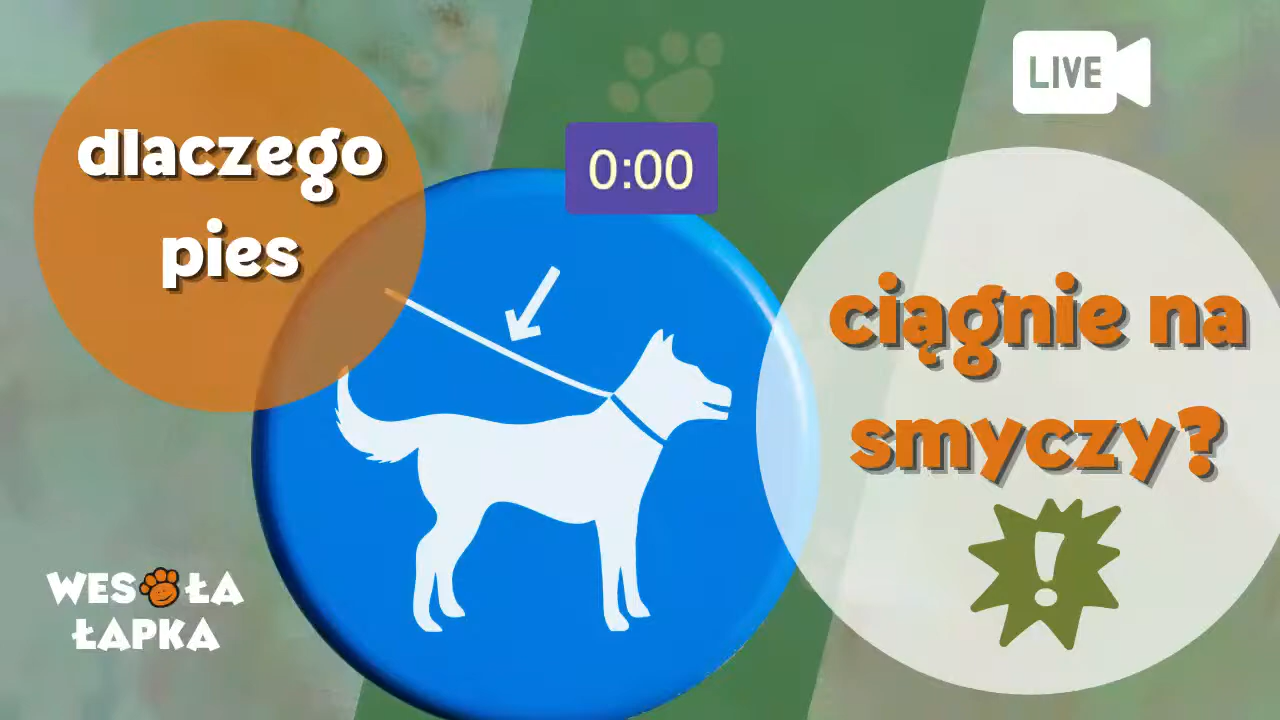 dlaczego
pies
0:00
LIVE
ciągnie na
smyczy?
!
WESOŁA
ŁAPKA